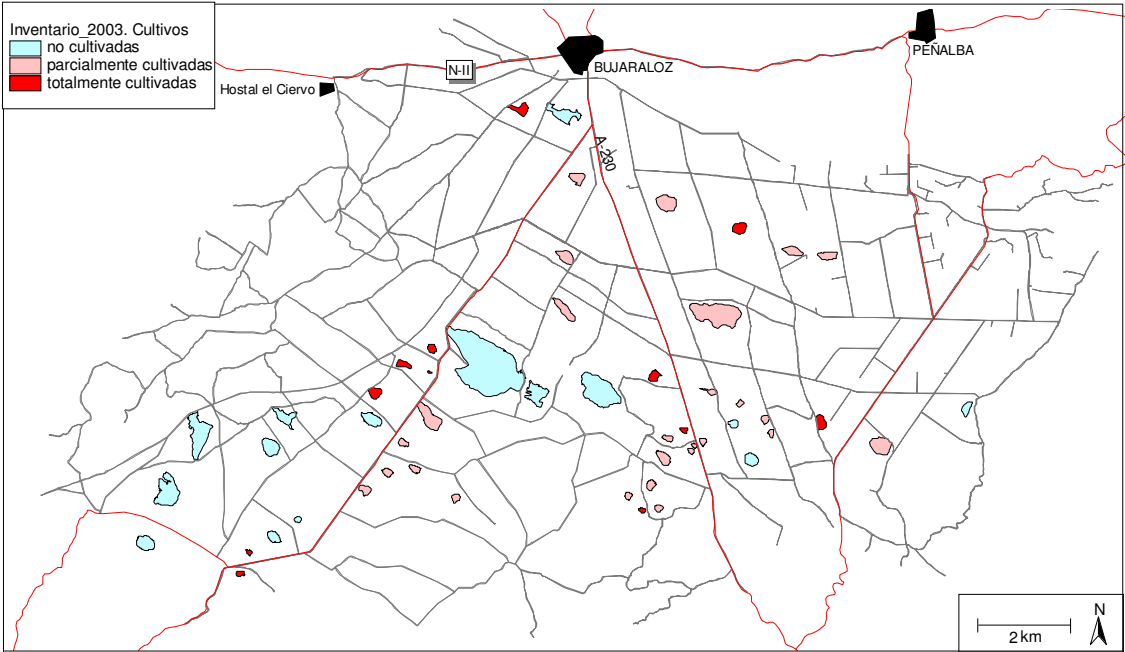 Inventario_2003. Cultivos
no cultivadas
parcialmente cultivadas
totalmente cultivadas
PEÑALBA
BUJARALOZ
N-II
Hostal el Ciervo
A-230
N
2 km